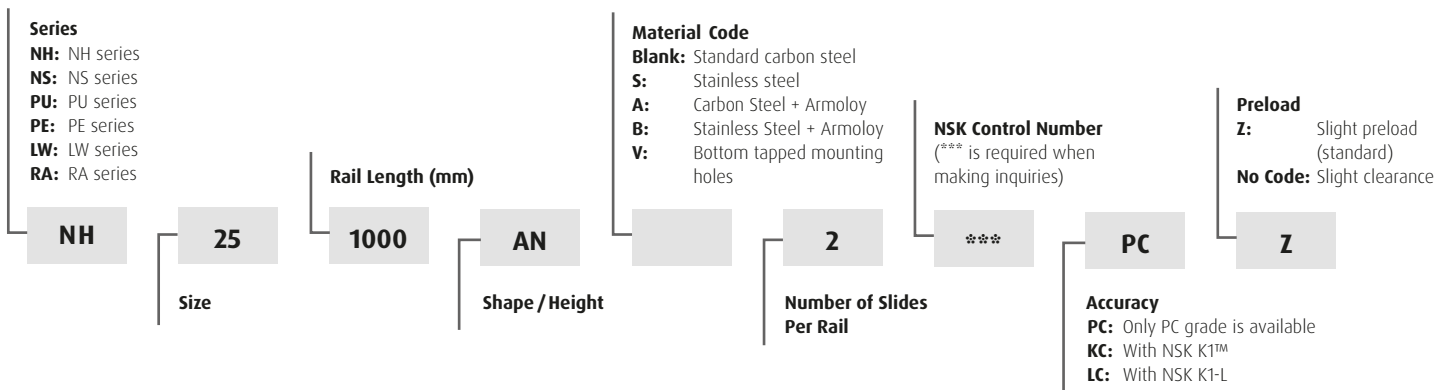 Series
NH: NH series
NS: NS series
PU: PU series
PE: PE series
LW: LW series
RA: RA series
Rail Length (mm)
Material Code
Blank: Standard carbon steel
S: Stainless steel
A: Carbon Steel + Armoloy
B: Stainless Steel + Armoloy
V: Bottom tapped mounting
holes
NSK Control Number
(*** is required when
making inquiries)
Preload
Z: Slight preload
(standard)
No Code: Slight clearance
NH 25 1000 AN 2 *** PC Z
Size
Shape / Height
Number of Slides
Per Rail
Accuracy
PC: Only PC grade is available
KC: With NSK K1™
LC: With NSK K1-L